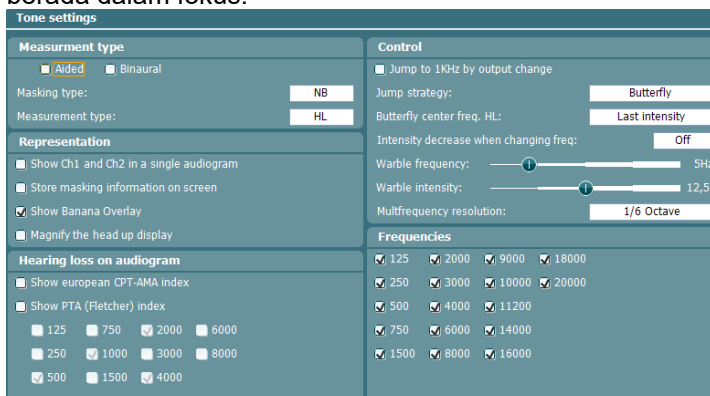 berada dalam fokus.
Tone settings
Measurment type
Aided Binaural
Masking type: NB
Measurement type: HL
Representation
Show Ch1 and Ch2 in a single audiogram
Store masking information on screen
Show Banana Overlay
Magnify the head up display
Hearing loss on audiogram
Show european CPT-AMA index
Show PTA (Fletcher) index
125 750 2000 6000
250 1000 3000 8000
500 1500 4000
Control
Jump to 1KHz by output change
Jump strategy: Butterfly
Butterfly center freq. HL: Last intensity
Intensity decrease when changing freq: Off
Warble frequency: 5Hz
Warble intensity: 12,5
Multfrequency resolution: 1/6 Octave
Frequencies
125 2000 9000 18000
250 3000 10000 20000
500 4000 11200
750 6000 14000
1500 8000 16000